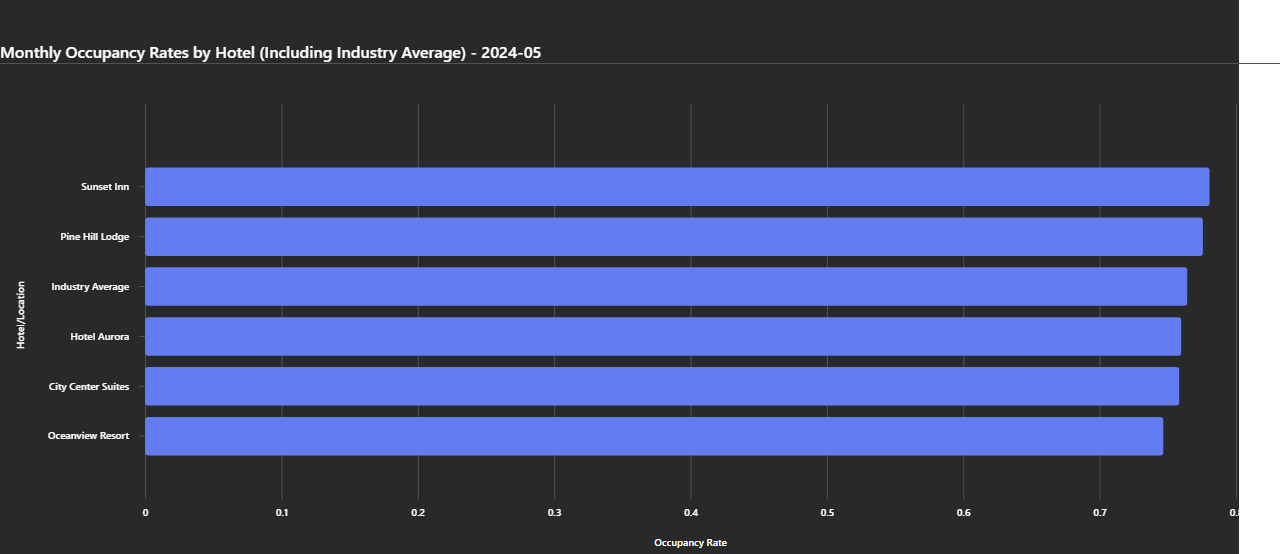 Monthly Occupancy Rates by Hotel (Including Industry Average) - 2024-05
Hotel/Location
Sunset Inn
Pine Hill Lodge
Industry Average
Hotel Aurora
City Center Suites
Oceanview Resort
0 0.1 0.2 0.3 0.4 0.5 0.6 0.7
Occupancy Rate